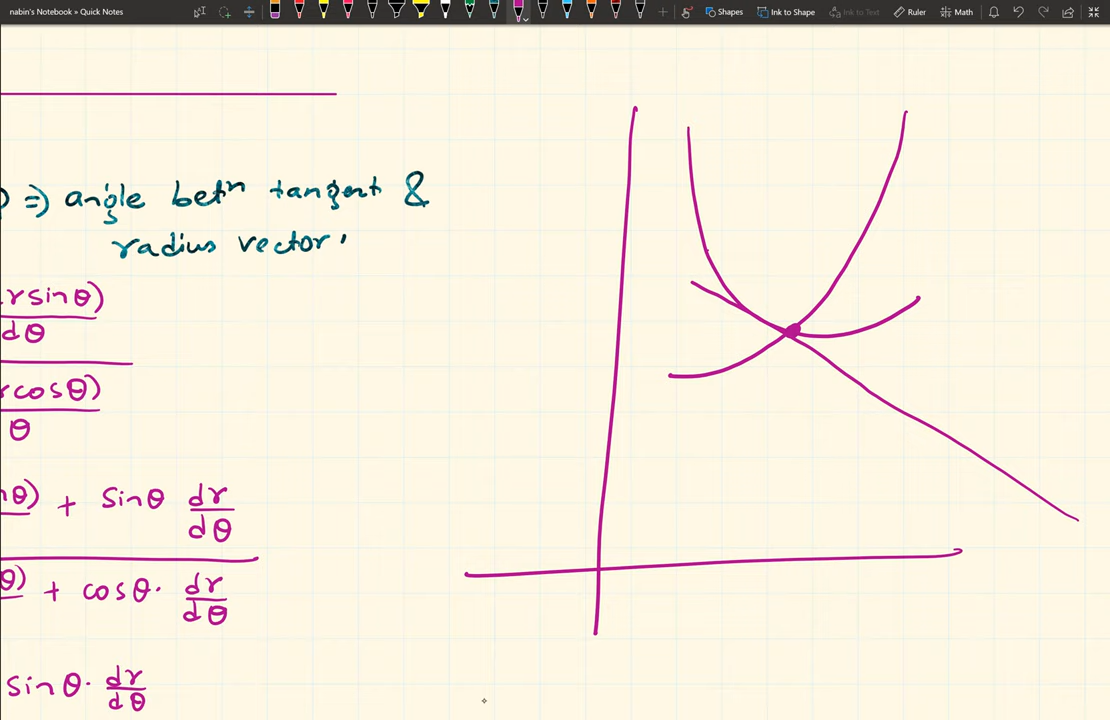 nabin's Notebook » Quick Notes
Shapes Ink to Shape Ink to Text Ruler Math
=) angle betn tangent &
radius vector
rsinθ)
dθ
rcosθ)
θ
θ) + sinθ dr
dθ
θ) + cosθ. dr
dθ
sinθ. dr
dθ